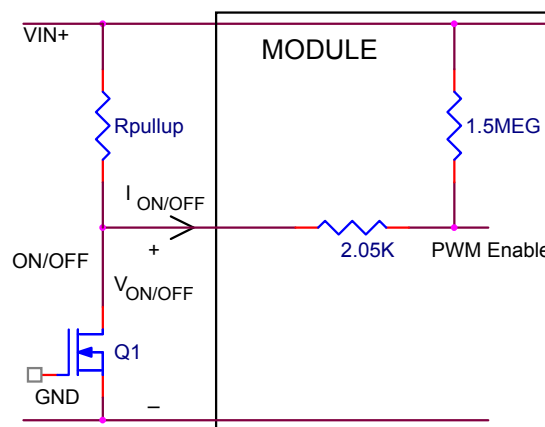 VIN+
MODULE
Rpullup
1.5MEG
I ON/OFF
+
2.05K
PWM Enable
ON/OFF
V ON/OFF
Q1
GND
–